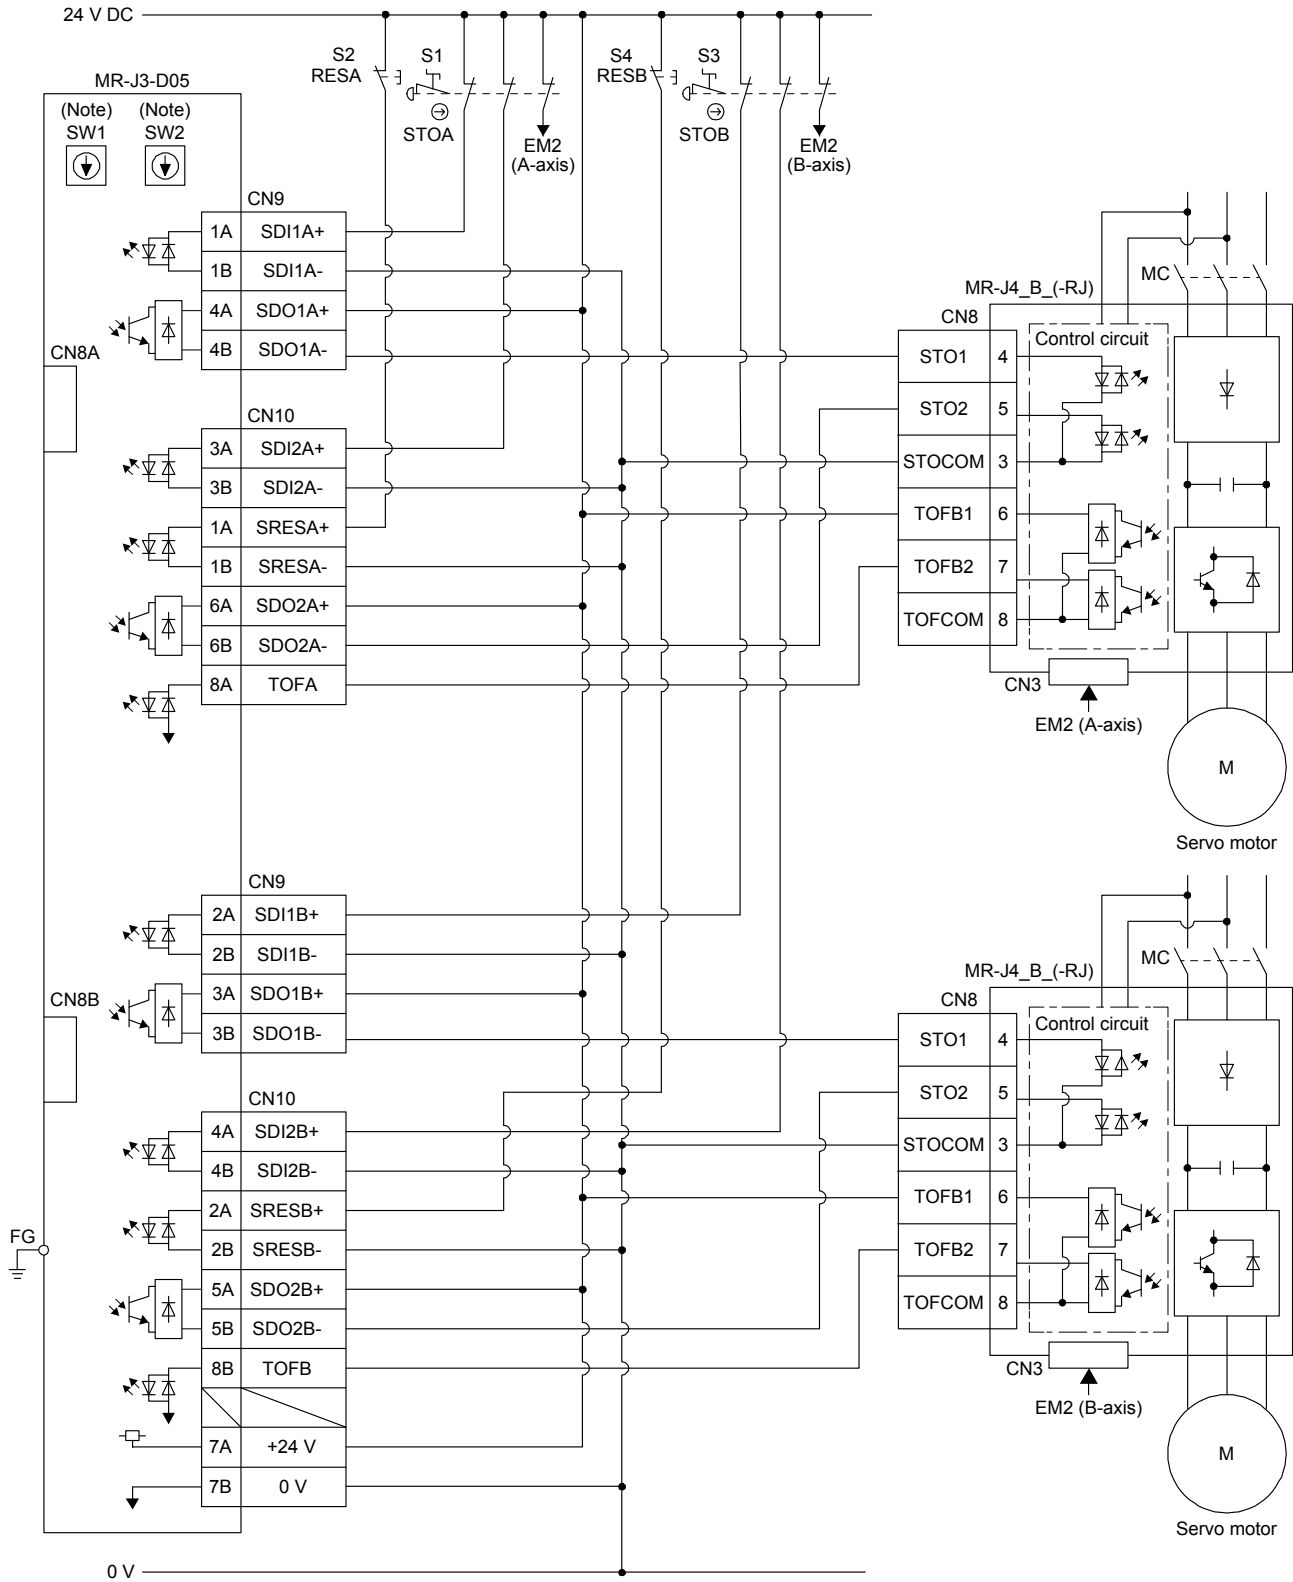 24 V DC
S2
RESA
S1
STOA
EM2
(A-axis)
S4
RESB
S3
STOB
EM2
(B-axis)
MR-J3-D05
(Note)
SW1
(Note)
SW2
CN9
1A SDI1A+
1B SDI1A-
4A SDO1A+
4B SDO1A-
CN8A
CN10
3A SDI2A+
3B SDI2A-
1A SRESA+
1B SRESA-
6A SDO2A+
6B SDO2A-
8A TOFA
MC
MR-J4_B_(-RJ)
CN8
Control circuit
STO1 4
STO2 5
STOCOM 3
TOFB1 6
TOFB2 7
TOFCOM 8
CN3
EM2 (A-axis)
M
Servo motor
CN9
2A SDI1B+
2B SDI1B-
3A SDO1B+
3B SDO1B-
CN8B
CN10
4A SDI2B+
4B SDI2B-
2A SRESB+
2B SRESB-
5A SDO2B+
5B SDO2B-
8B TOFB
7A +24 V
7B 0 V
FG
MC
MR-J4_B_(-RJ)
CN8
Control circuit
STO1 4
STO2 5
STOCOM 3
TOFB1 6
TOFB2 7
TOFCOM 8
CN3
EM2 (B-axis)
M
Servo motor
0 V